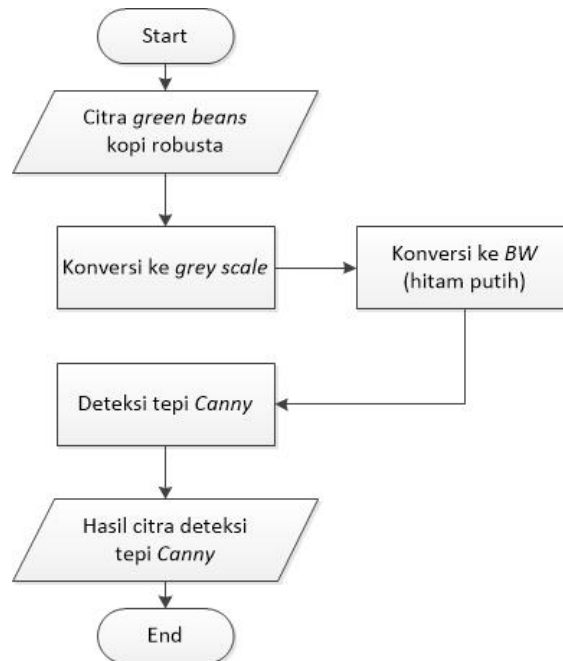 Start
Citra green beans
kopi robusta
Konversi ke grey scale
Konversi ke BW
(hitam putih)
Deteksi tepi Canny
Hasil citra deteksi
tepi Canny
End